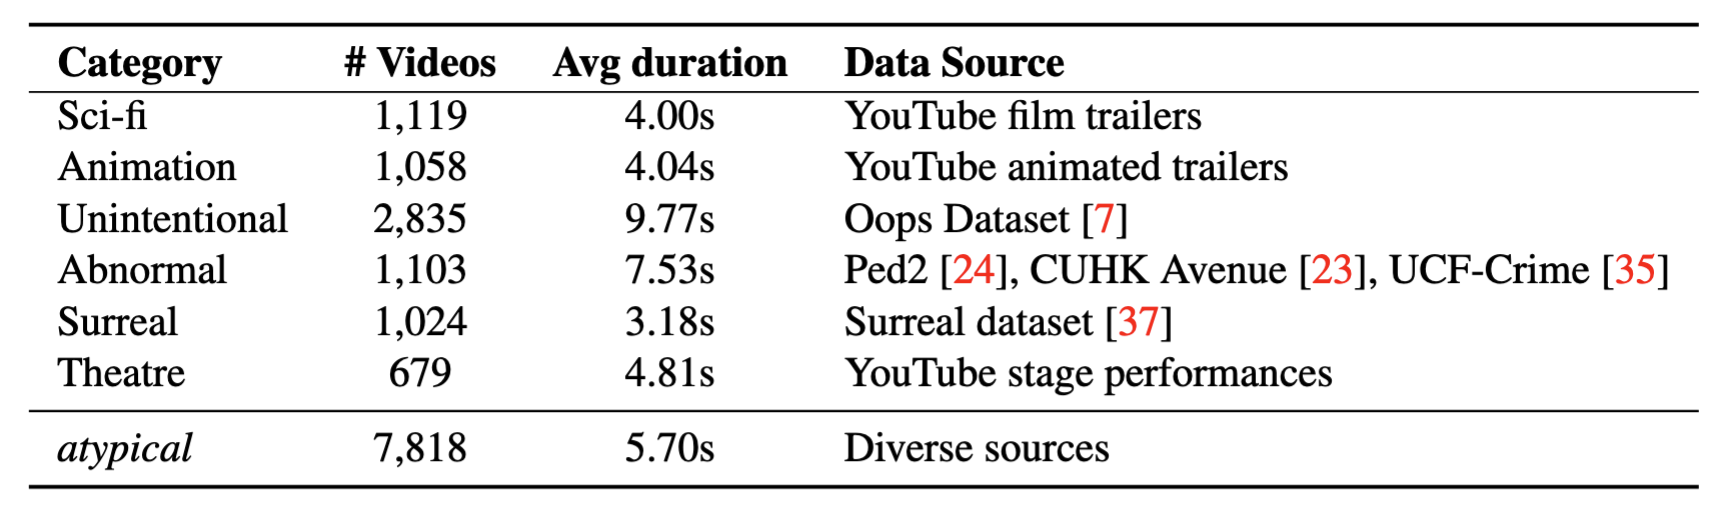 Category # Videos Avg duration Data Source
Sci-fi 1,119 4.00s YouTube film trailers
Animation 1,058 4.04s YouTube animated trailers
Unintentional 2,835 9.77s Oops Dataset [7]
Abnormal 1,103 7.53s Ped2 [24], CUHK Avenue [23], UCF-Crime [35]
Surreal 1,024 3.18s Surreal dataset [37]
Theatre 679 4.81s YouTube stage performances
atypical 7,818 5.70s Diverse sources